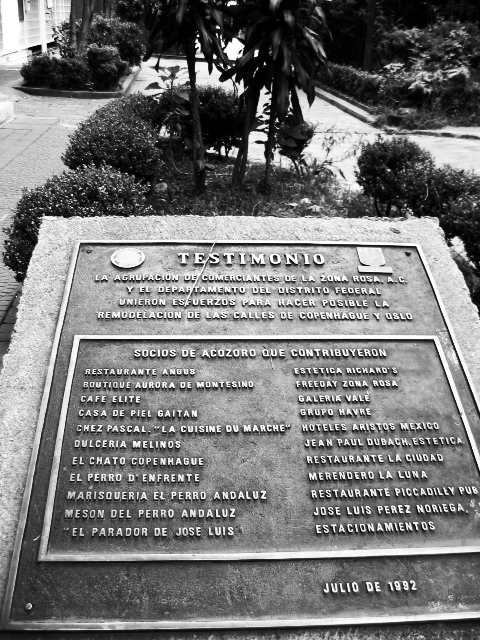 TESTIMONIO
LA AGRUPACION DE COMERCIANTES DE LA ZONA ROSA, A.C.
Y EL DEPARTAMENTO DEL DISTRITO FEDERAL
UNIERON ESFUERZOS PARA HACER POSIBLE LA
REMODELACION DE LAS CALLES DE COPENHAGUE Y OSLO
SOCIOS DE ACOZORO QUE CONTRIBUYERON
RESTAURANTE ANGUS
BOUTIQUE AURORA DE MONTESINO
CAFE ELITE
CASA DE PIEL GAITAN
CHEZ PASCAL. "LA CUISINE DU MARCHE"
DULCERIA MELINOS
EL CHATO COPENHAGUE
EL PERRO D'ENFRENTE
MARISQUERIA EL PERRO ANDALUZ
MESON DEL PERRO ANDALUZ
"EL PARADOR DE JOSE LUIS
ESTETICA RICHARD'S
FREEDAY ZONA ROSA
GALERIA VALÉ
GRUPO HAVRÉ
HOTELES ARISTOS MEXICO
JEAN PAUL DUBACH, ESTETICA
RESTAURANTE LA CIUDAD
MERENDERO LA LUNA
RESTAURANTE PICCADILLY PUB
JOSE LUIS PEREZ NORIEGA,
ESTACIONAMIENTOS
JULIO DE 1992